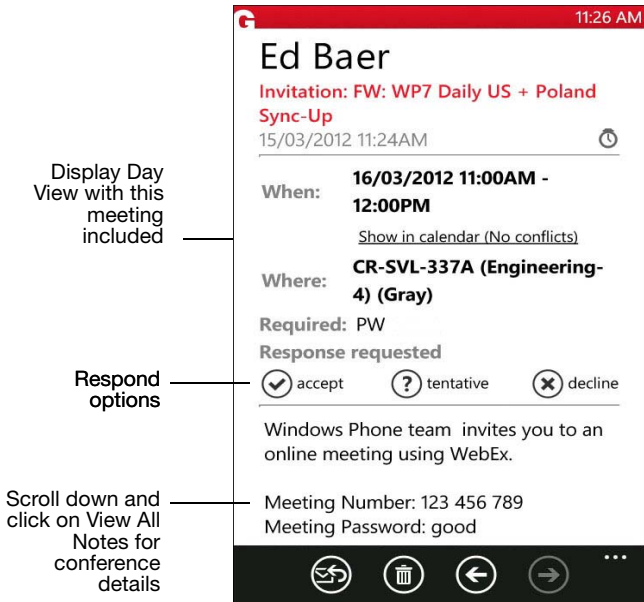 G
11:26 AM
Ed Baer
Invitation: FW: WP7 Daily US + Poland
Sync-Up
15/03/2012 11:24AM
Display Day
View with this
meeting
included
When:
16/03/2012 11:00AM -
12:00PM
Show in calendar (No conflicts)
Where:
CR-SVL-337A (Engineering-
4) (Gray)
Required: PW
Response requested
Respond
options
accept ? tentative decline
Windows Phone team invites you to an
online meeting using WebEx.
Scroll down and
click on View All
Notes for
conference
details
Meeting Number: 123 456 789
Meeting Password: good